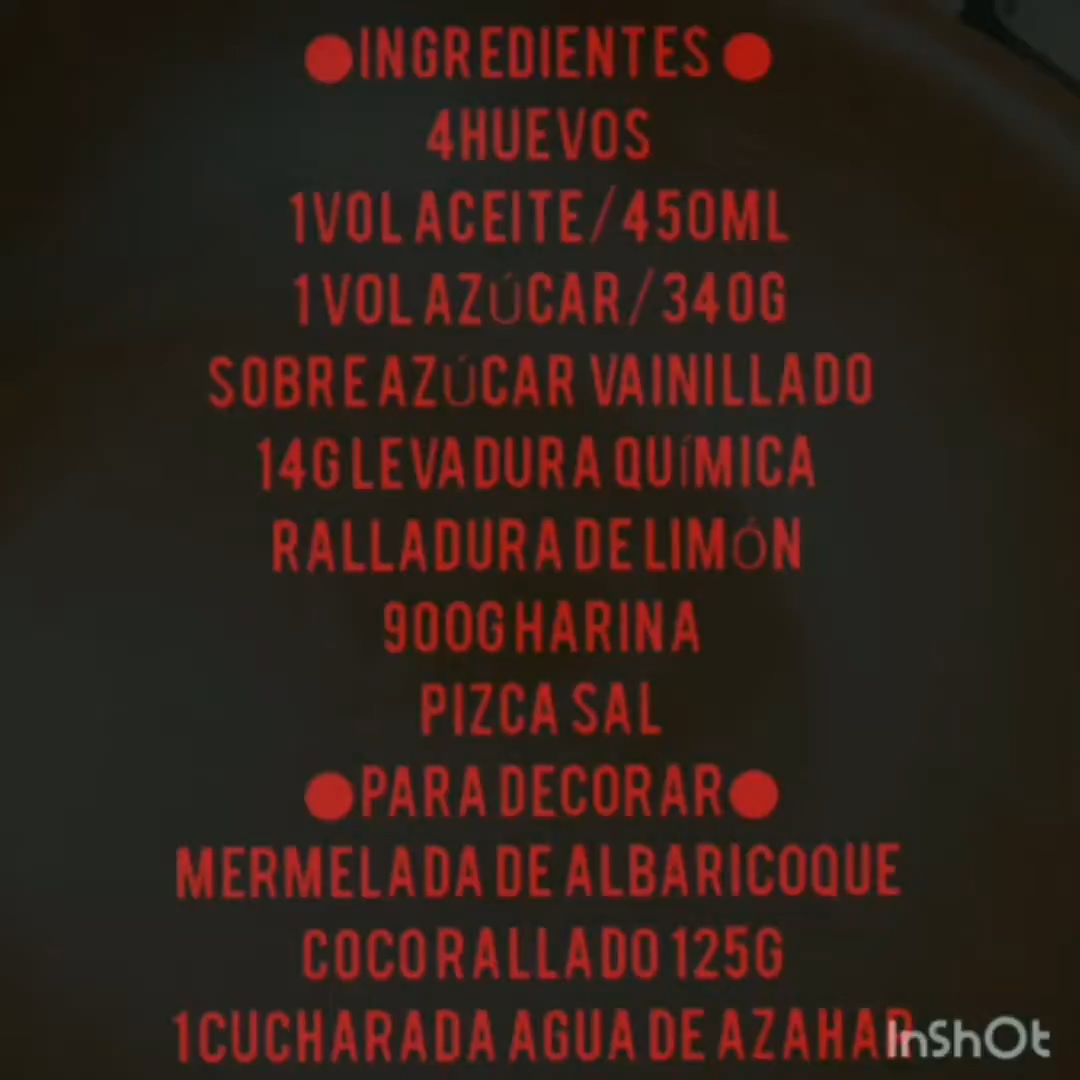 ●INGREDIENTES●
4HUEVOS
1VOL ACEITE/450ML
1VOL AZÚCAR/340G
SOBRE AZÚCAR VAINILLADO
14G LEVADURA QUÍMICA
RALLADURA DE LIMÓN
900G HARINA
PIZCA SAL
●PARA DECORAR●
MERMELADA DE ALBARICOQUE
COCO RALLADO 125G
1CUCHARADA AGUA DE AZAHAR
InShOt